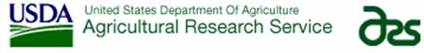 USDA
United States Department Of Agriculture
Agricultural Research Service
ars